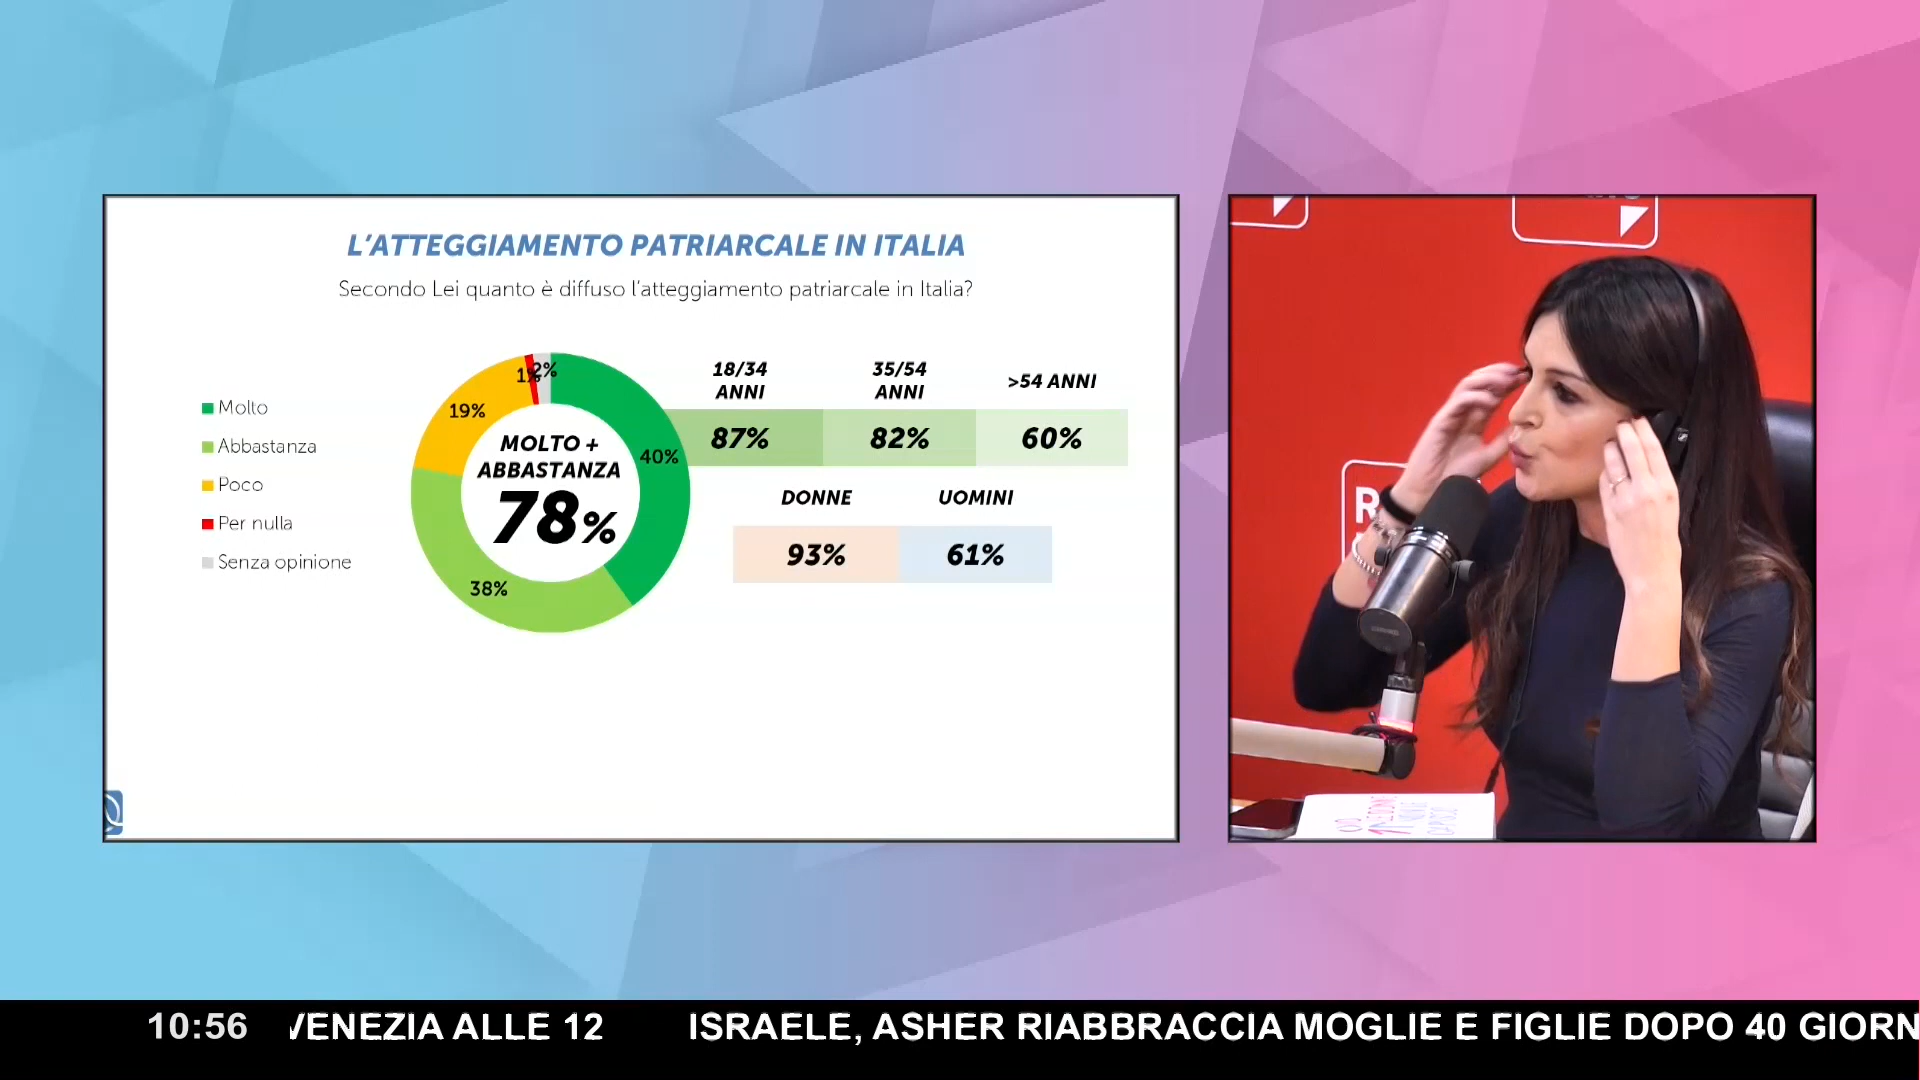 L'ATTEGGIAMENTO PATRIARCALE IN ITALIA
Secondo Lei quanto è diffuso l'atteggiamento patriarcale in Italia?
Molto
Abbastanza
Poco
Per nulla
Senza opinione
1%
2%
19%
40%
38%
MOLTO +
ABBASTANZA
78%
18/34
ANNI
35/54
ANNI
>54 ANNI
87%
82%
60%
DONNE
UOMINI
93%
61%
10:56
VENEZIA ALLE 12
ISRAELE, ASHER RIABBRACCIA MOGLIE E FIGLIE DOPO 40 GIORN